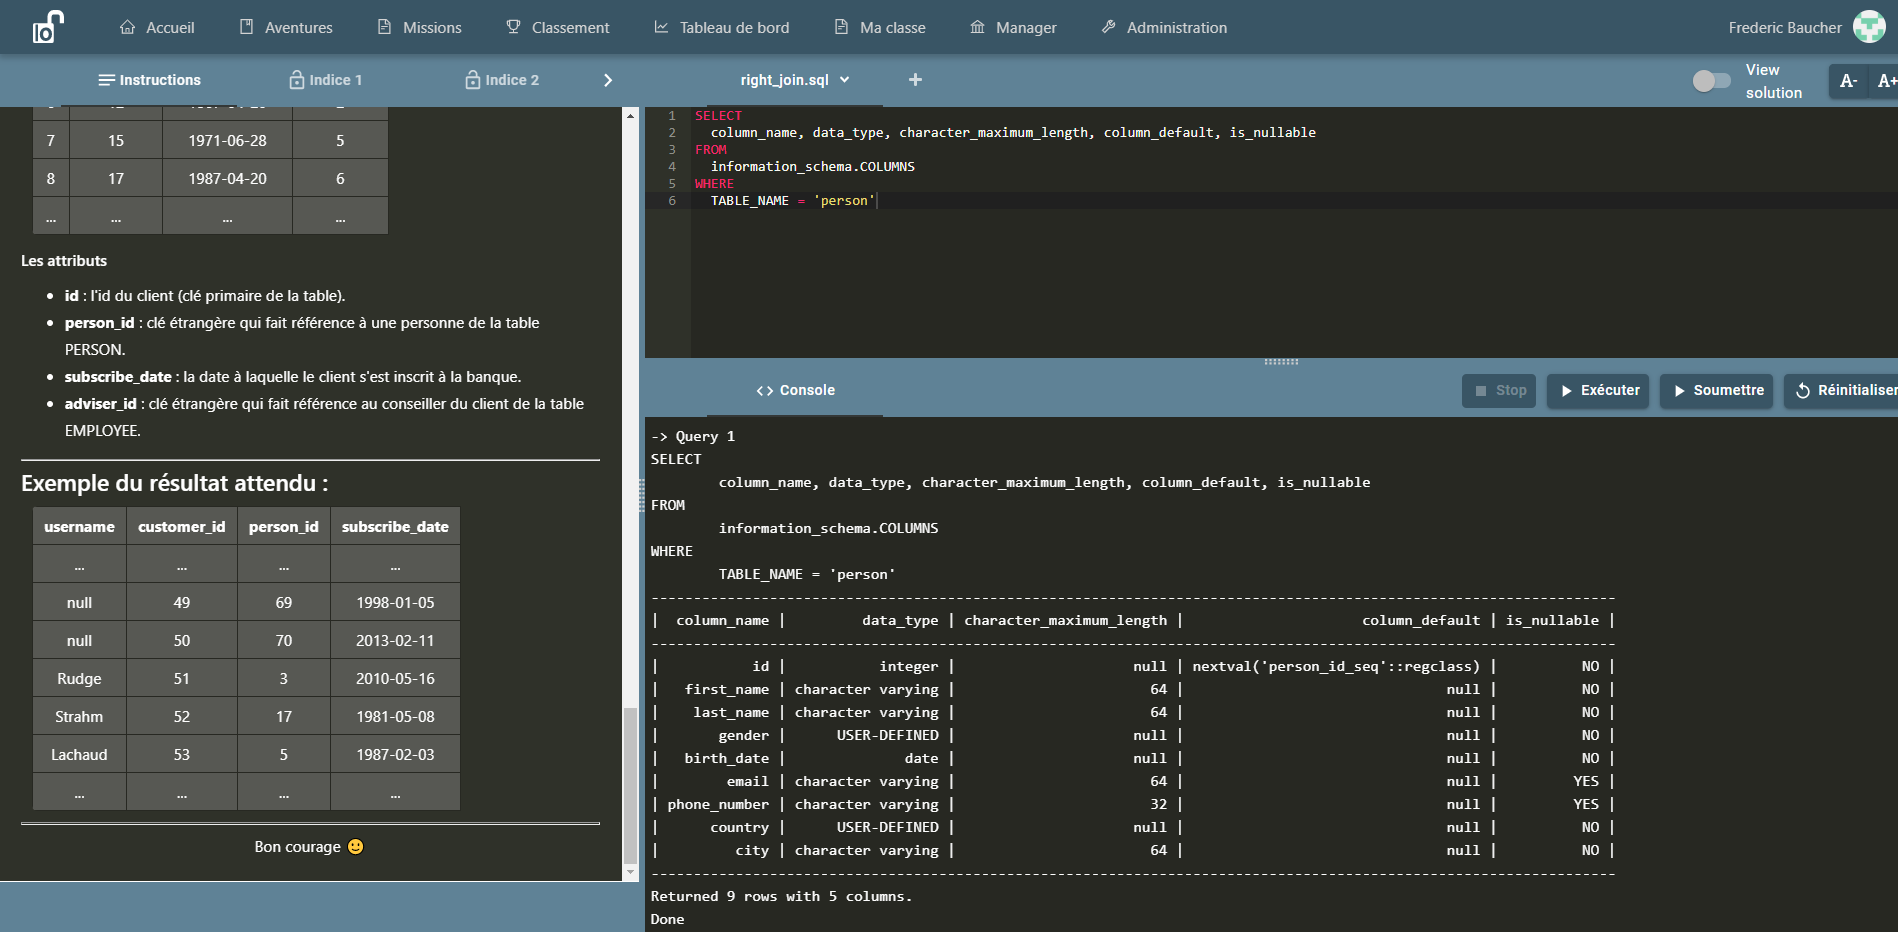 Accueil Aventures Missions Classement Tableau de bord Ma classe Manager Administration Frederic Baucher
Instructions Indice 1 Indice 2
7 15 1971-06-28 5
8 17 1987-04-20 6
... ... ... ...
Les attributs
id : l'id du client (clé primaire de la table).
person_id : clé étrangère qui fait référence à une personne de la table
PERSON.
subscribe_date : la date à laquelle le client s'est inscrit à la banque.
adviser_id : clé étrangère qui fait référence au conseiller du client de la table
EMPLOYEE.
Exemple du résultat attendu :
username customer_id person_id subscribe_date
... ... ... ...
null 49 69 1998-01-05
null 50 70 2013-02-11
Rudge 51 3 2010-05-16
Strahm 52 17 1981-05-08
Lachaud 53 5 1987-02-03
... ... ... ...
Bon courage 🙂
right_join.sql +
View
solution
A- A+
1 SELECT
2 column_name, data_type, character_maximum_length, column_default, is_nullable
3 FROM
4 information_schema.COLUMNS
5 WHERE
6 TABLE_NAME = 'person'
<> Console Stop Exécuter Soumettre Réinitialiser
-> Query 1
SELECT
column_name, data_type, character_maximum_length, column_default, is_nullable
FROM
information_schema.COLUMNS
WHERE
TABLE_NAME = 'person'
| column_name | data_type | character_maximum_length | column_default | is_nullable |
| id | integer | null | nextval('person_id_seq'::regclass) | NO |
| first_name | character varying | 64 | null | NO |
| last_name | character varying | 64 | null | NO |
| gender | USER-DEFINED | null | null | NO |
| birth_date | date | null | null | NO |
| email | character varying | 64 | null | YES |
| phone_number | character varying | 32 | null | YES |
| country | USER-DEFINED | null | null | NO |
| city | character varying | 64 | null | NO |
Returned 9 rows with 5 columns.
Done